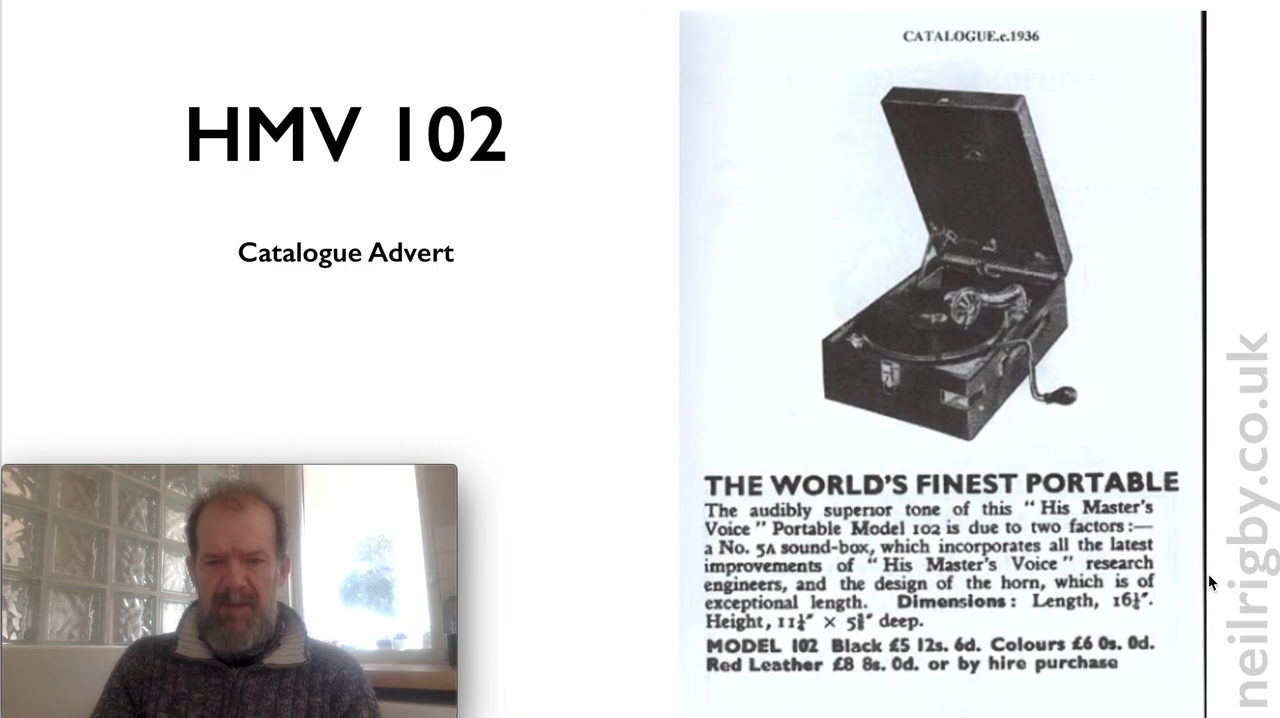 HMV 102
Catalogue Advert
CATALOGUE.c.1936
THE WORLD'S FINEST PORTABLE
The audibly superior tone of this "His Master's
Voice" Portable Model 102 is due to two factors:—
a No. 5A sound-box, which incorporates all the latest
improvements of "His Master's Voice" research
engineers, and the design of the horn, which is of
exceptional length. Dimensions: Length, 16¼".
Height, 11¼" × 5⅝" deep.
MODEL 102 Black £5 12s. 6d. Colours £6 0s. 0d.
Red Leather £8 8s. 0d. or by hire purchase
neilrigby.co.uk